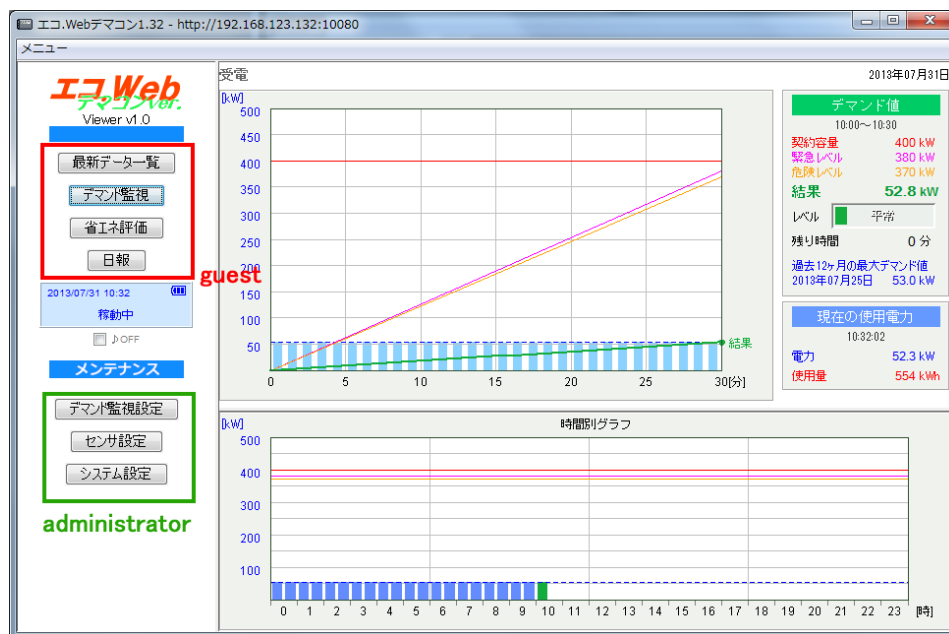 エコ.Webデマコン1.32 - http://192.168.123.132:10080
メニュー
エコ.Web
デマコンver.
Viewer v1.0
最新データ一覧
デマンド監視
省エネ評価
日報
guest
2013/07/31 10:32
稼動中
♪OFF
メンテナンス
デマンド監視設定
センサ設定
システム設定
administrator
受電
2013年07月31日
[kW]
500
450
400
350
300
250
200
150
100
50
結果
0 5 10 15 20 25 30[分]
デマンド値
10:00～10:30
契約容量 400 kW
緊急レベル 380 kW
危険レベル 370 kW
結果 52.8 kW
レベル 平常
残り時間 0 分
過去12ヶ月の最大デマンド値
2013年07月25日 53.0 kW
現在の使用電力
10:32:02
電力 52.3 kW
使用量 554 kWh
[kW] 時間別グラフ
500
400
300
200
100
0 1 2 3 4 5 6 7 8 9 10 11 12 13 14 15 16 17 18 19 20 21 22 23 [時]